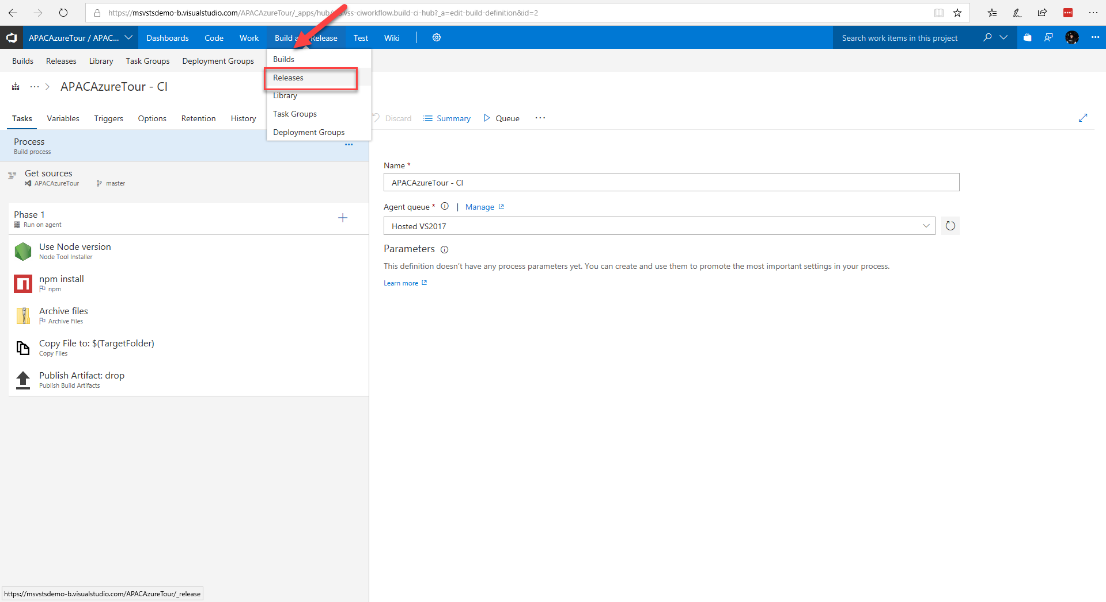 https://msvstsdemo-b.visualstudio.com/APACAzureTour/_apps/hub/ vss-ciworkflow.build-ci-hub?_a=edit-build-definition&id=2
APACAzureTour / APAC... Dashboards Code Work Build a Release Test Wiki Search work items in this project
Builds Releases Library Task Groups Deployment Groups
Builds
Releases
Library
Task Groups
Deployment Groups
... > APACAzureTour - CI
Tasks Variables Triggers Options Retention History Discard Summary Queue ...
Process
Build process
Get sources
APACAzureTour master
Phase 1
Run on agent
Use Node version
Node Tool Installer
npm install
npm
Archive files
Archive Files
Copy File to: $(TargetFolder)
Copy Files
Publish Artifact: drop
Publish Build Artifacts
Name *
APACAzureTour - CI
Agent queue * | Manage
Hosted VS2017
Parameters
This definition doesn't have any process parameters yet. You can create and use them to promote the most important settings in your process.
Learn more
https://msvstsdemo-b.visualstudio.com/APACAzureTour/_release